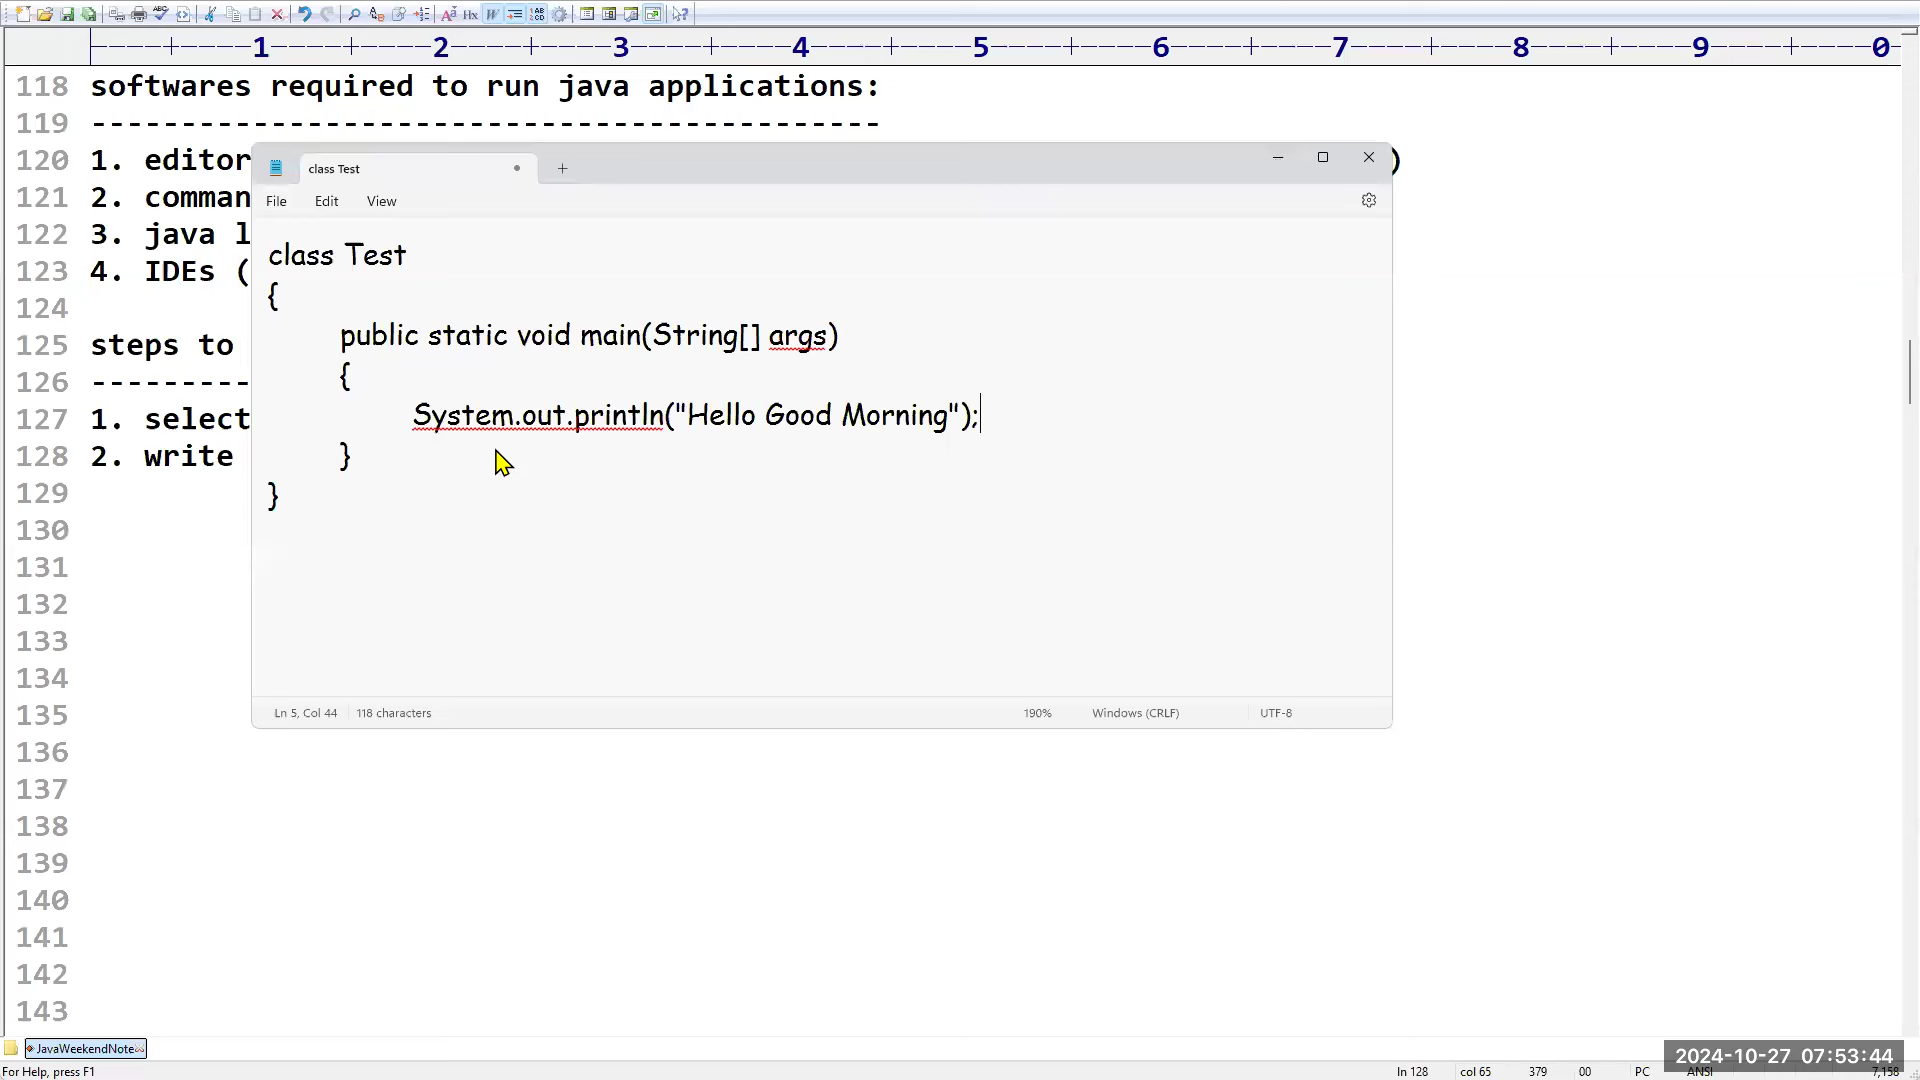 1 2 3 4 5 6 7 8 9 0
118 softwares required to run java applications:
119 --------------------------------------------
120 1. editor )
121 2. comman
122 3. java l
123 4. IDEs (
124
125 steps to
126 ---------
127 1. select
128 2. write
129
130
131
132
133
134
135
136
137
138
139
140
141
142
143
class Test
File Edit View
class Test
{
public static void main(String[] args)
{
System.out.println("Hello Good Morning");
}
}
Ln 5, Col 44 118 characters 190% Windows (CRLF) UTF-8
JavaWeekendNote
2024-10-27 07:53:44
For Help, press F1 ln 128 col 65 379 00 PC ANSI 7,158